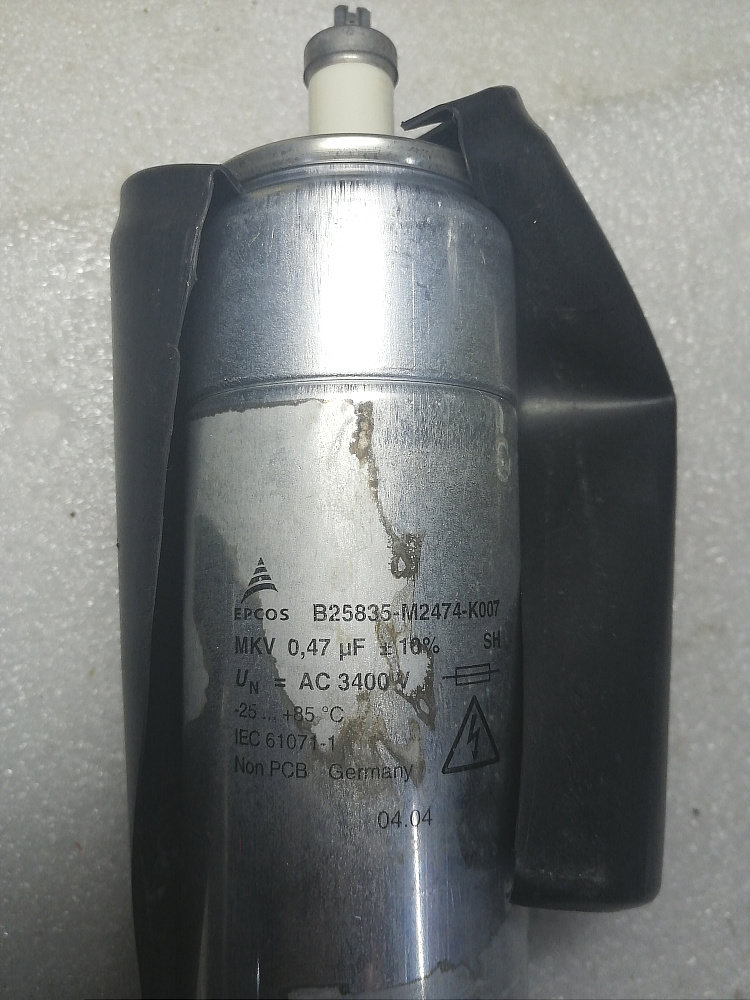 EPCOS B25835-M2474-K007
MKV 0,47 µF ± 10% SH
UN = AC 3400 V
-25 ... +85 °C
IEC 61071-1
Non PCB Germany
04.04